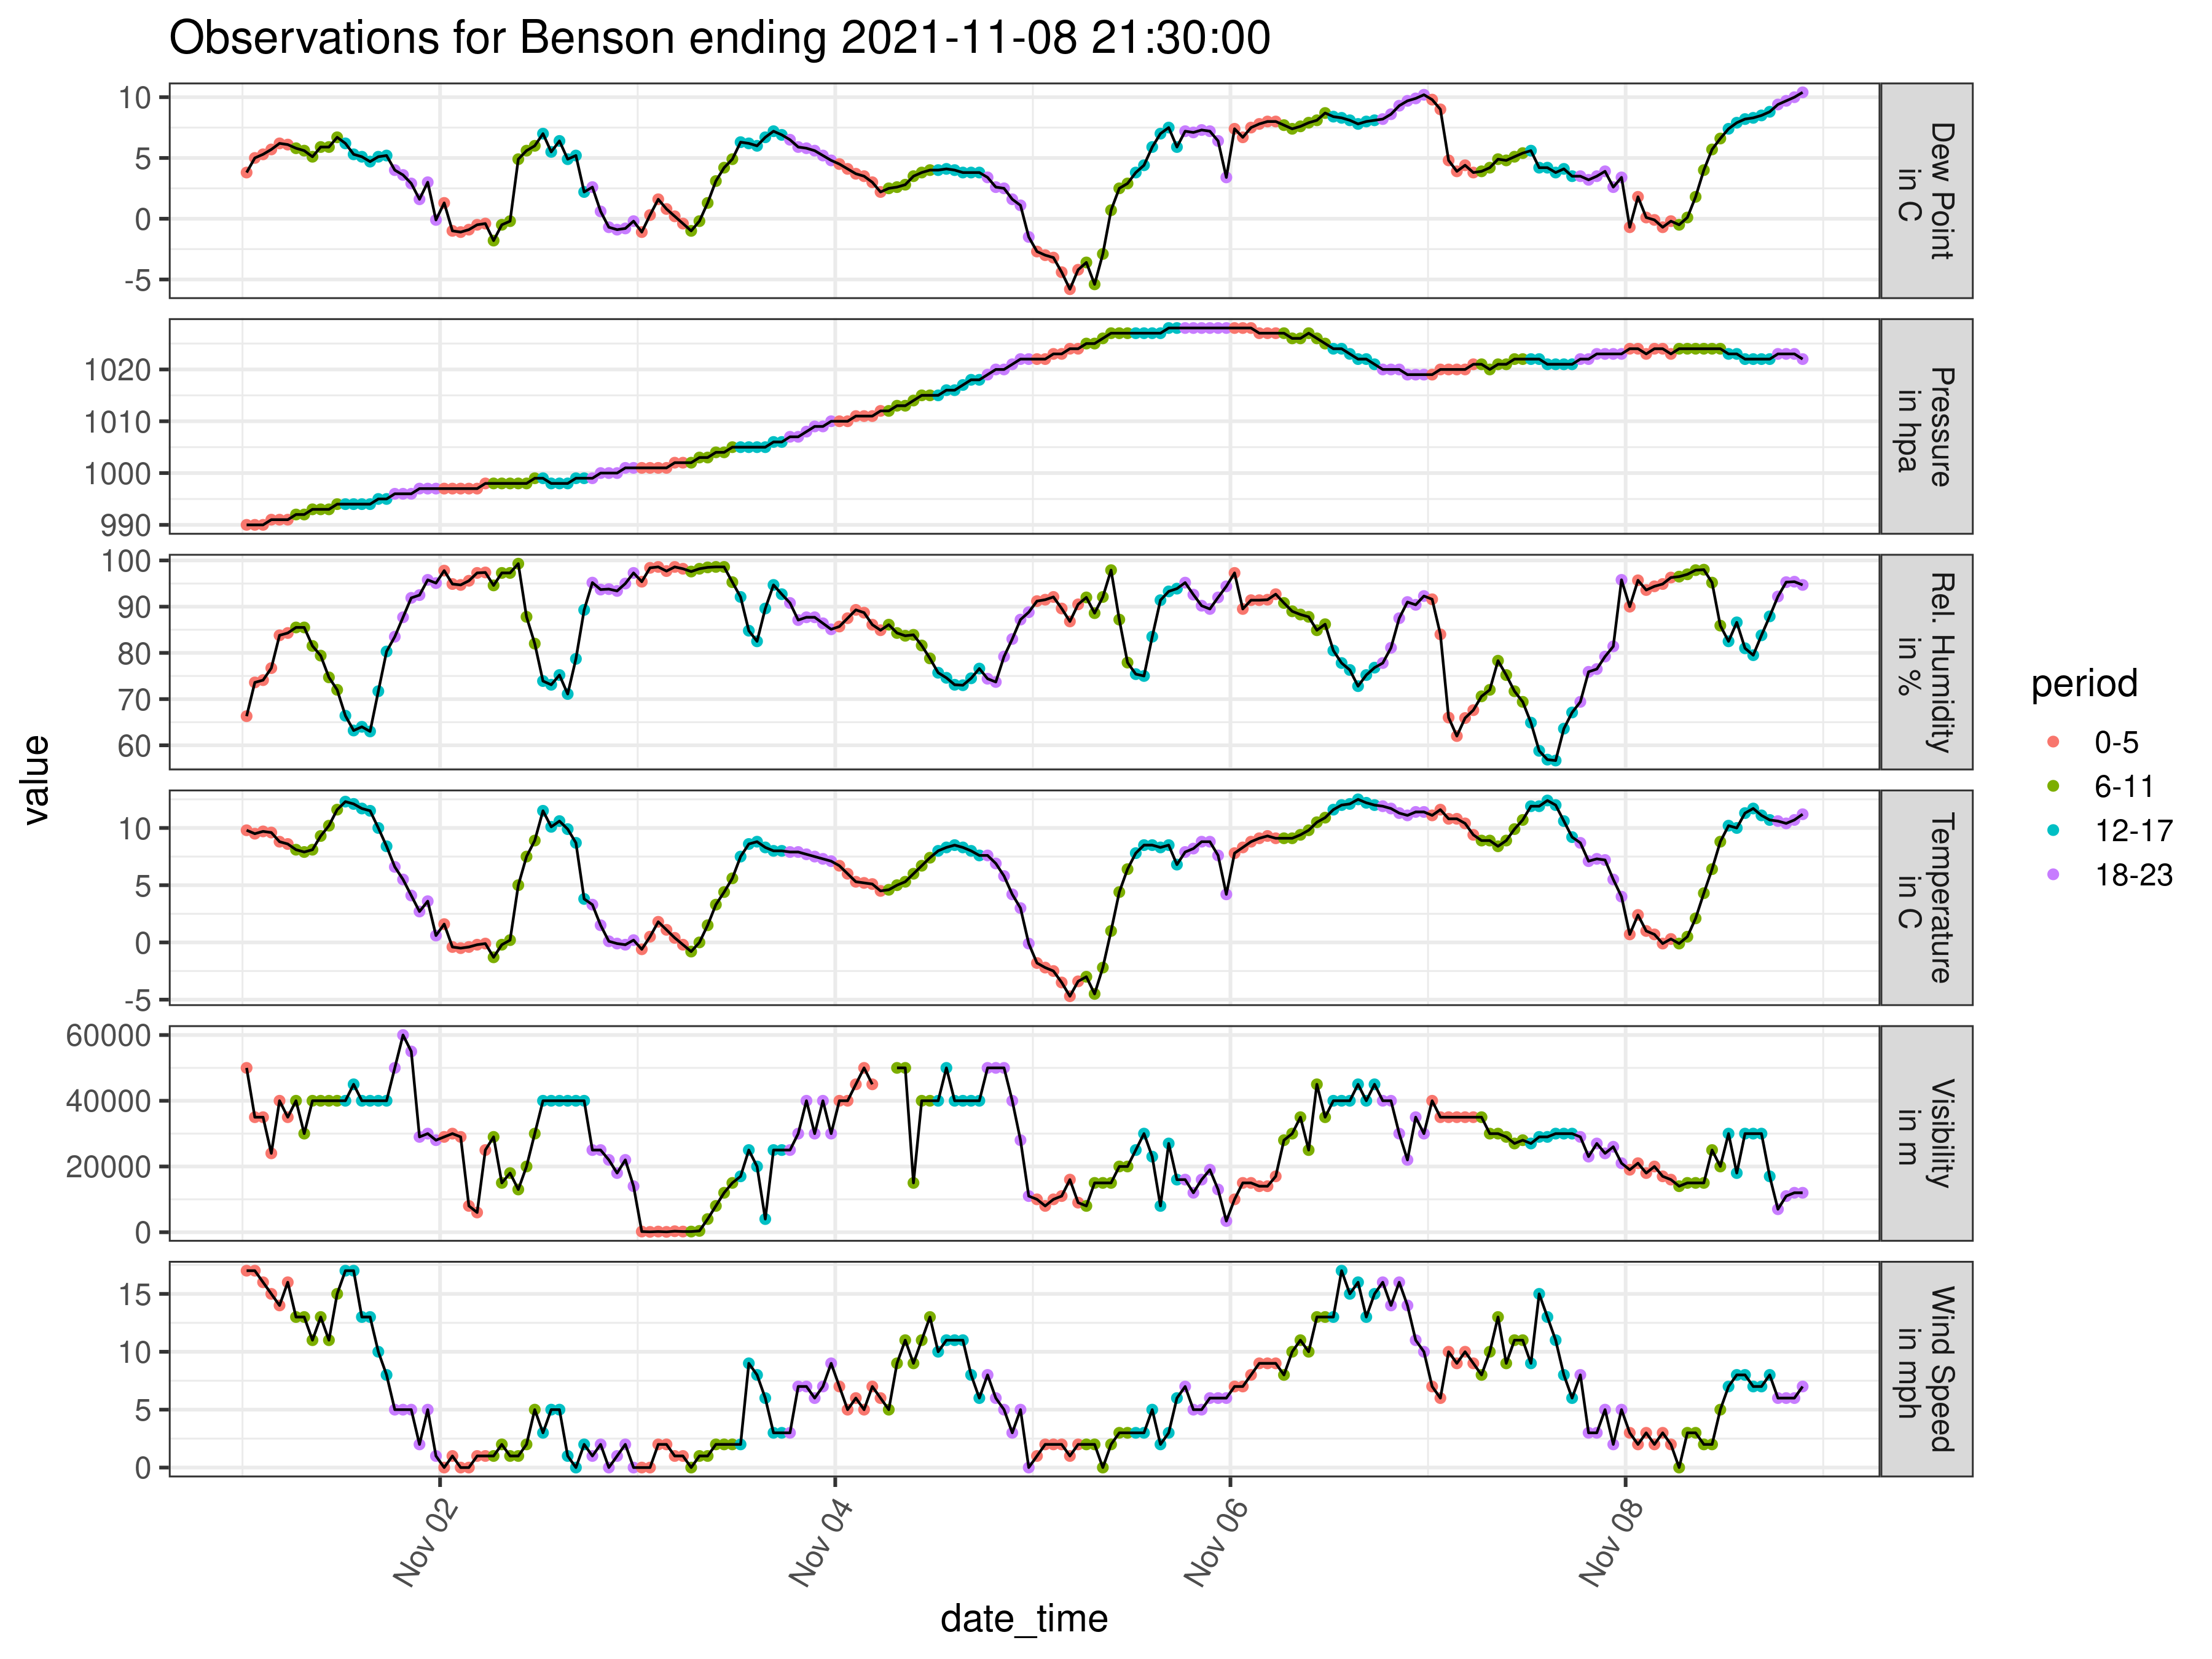 Observations for Benson ending 2021-11-08 21:30:00
value
10
5
0
-5
Dew Point
in C
1020
1010
1000
990
Pressure
in hpa
100
90
80
70
60
Rel. Humidity
in %
10
5
0
-5
Temperature
in C
60000
40000
20000
0
Visibility
in m
15
10
5
0
Wind Speed
in mph
Nov 02
Nov 04
Nov 06
Nov 08
date_time
period
0-5
6-11
12-17
18-23